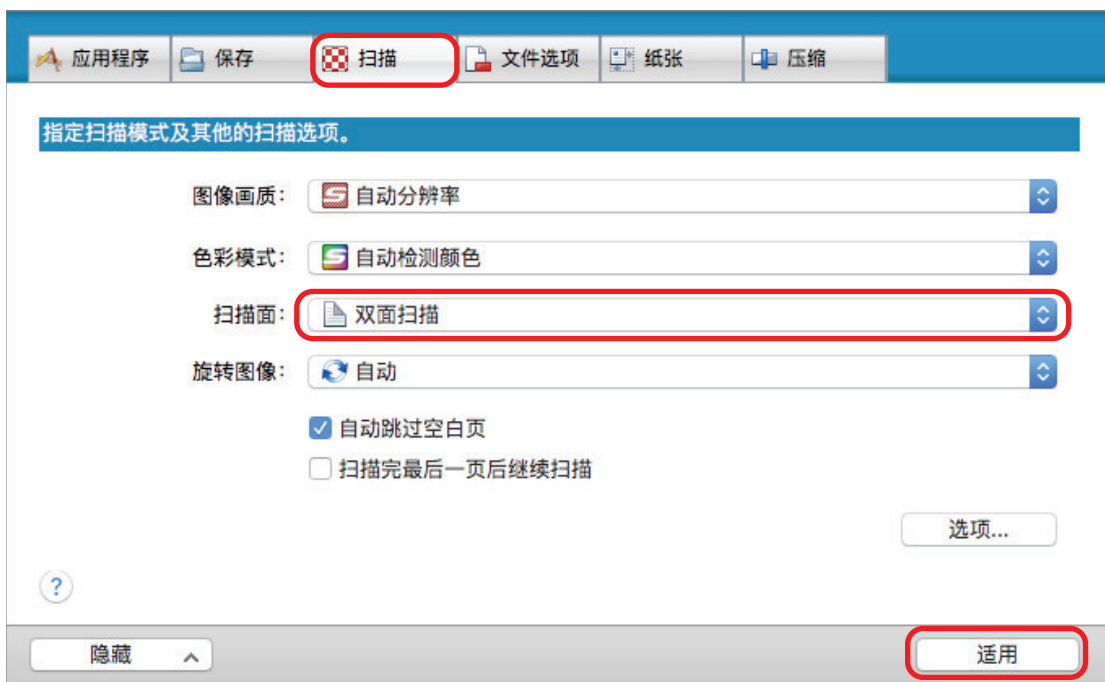 应用程序 保存 扫描 文件选项 纸张 压缩
指定扫描模式及其他的扫描选项。
图像画质: 自动分辨率
色彩模式: 自动检测颜色
扫描面: 双面扫描
旋转图像: 自动
自动跳过空白页
扫描完最后一页后继续扫描
选项...
?
隐藏 适用